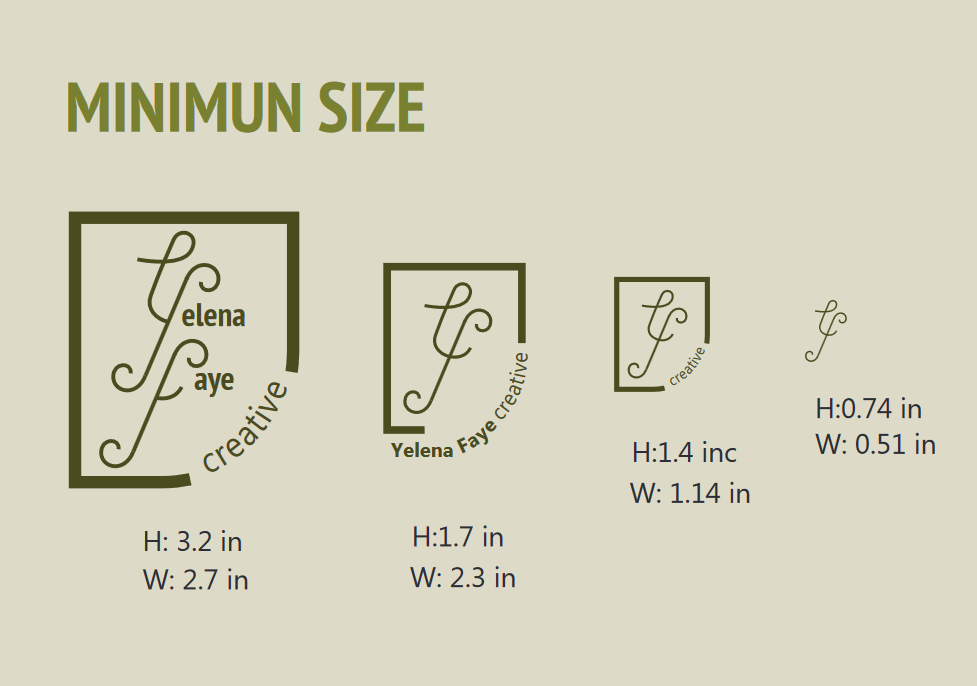 MINIMUN SIZE
elena
aye
creative
Yelena Faye creative
creative
H: 3.2 in
W: 2.7 in
H:1.7 in
W: 2.3 in
H:1.4 inc
W: 1.14 in
H:0.74 in
W: 0.51 in